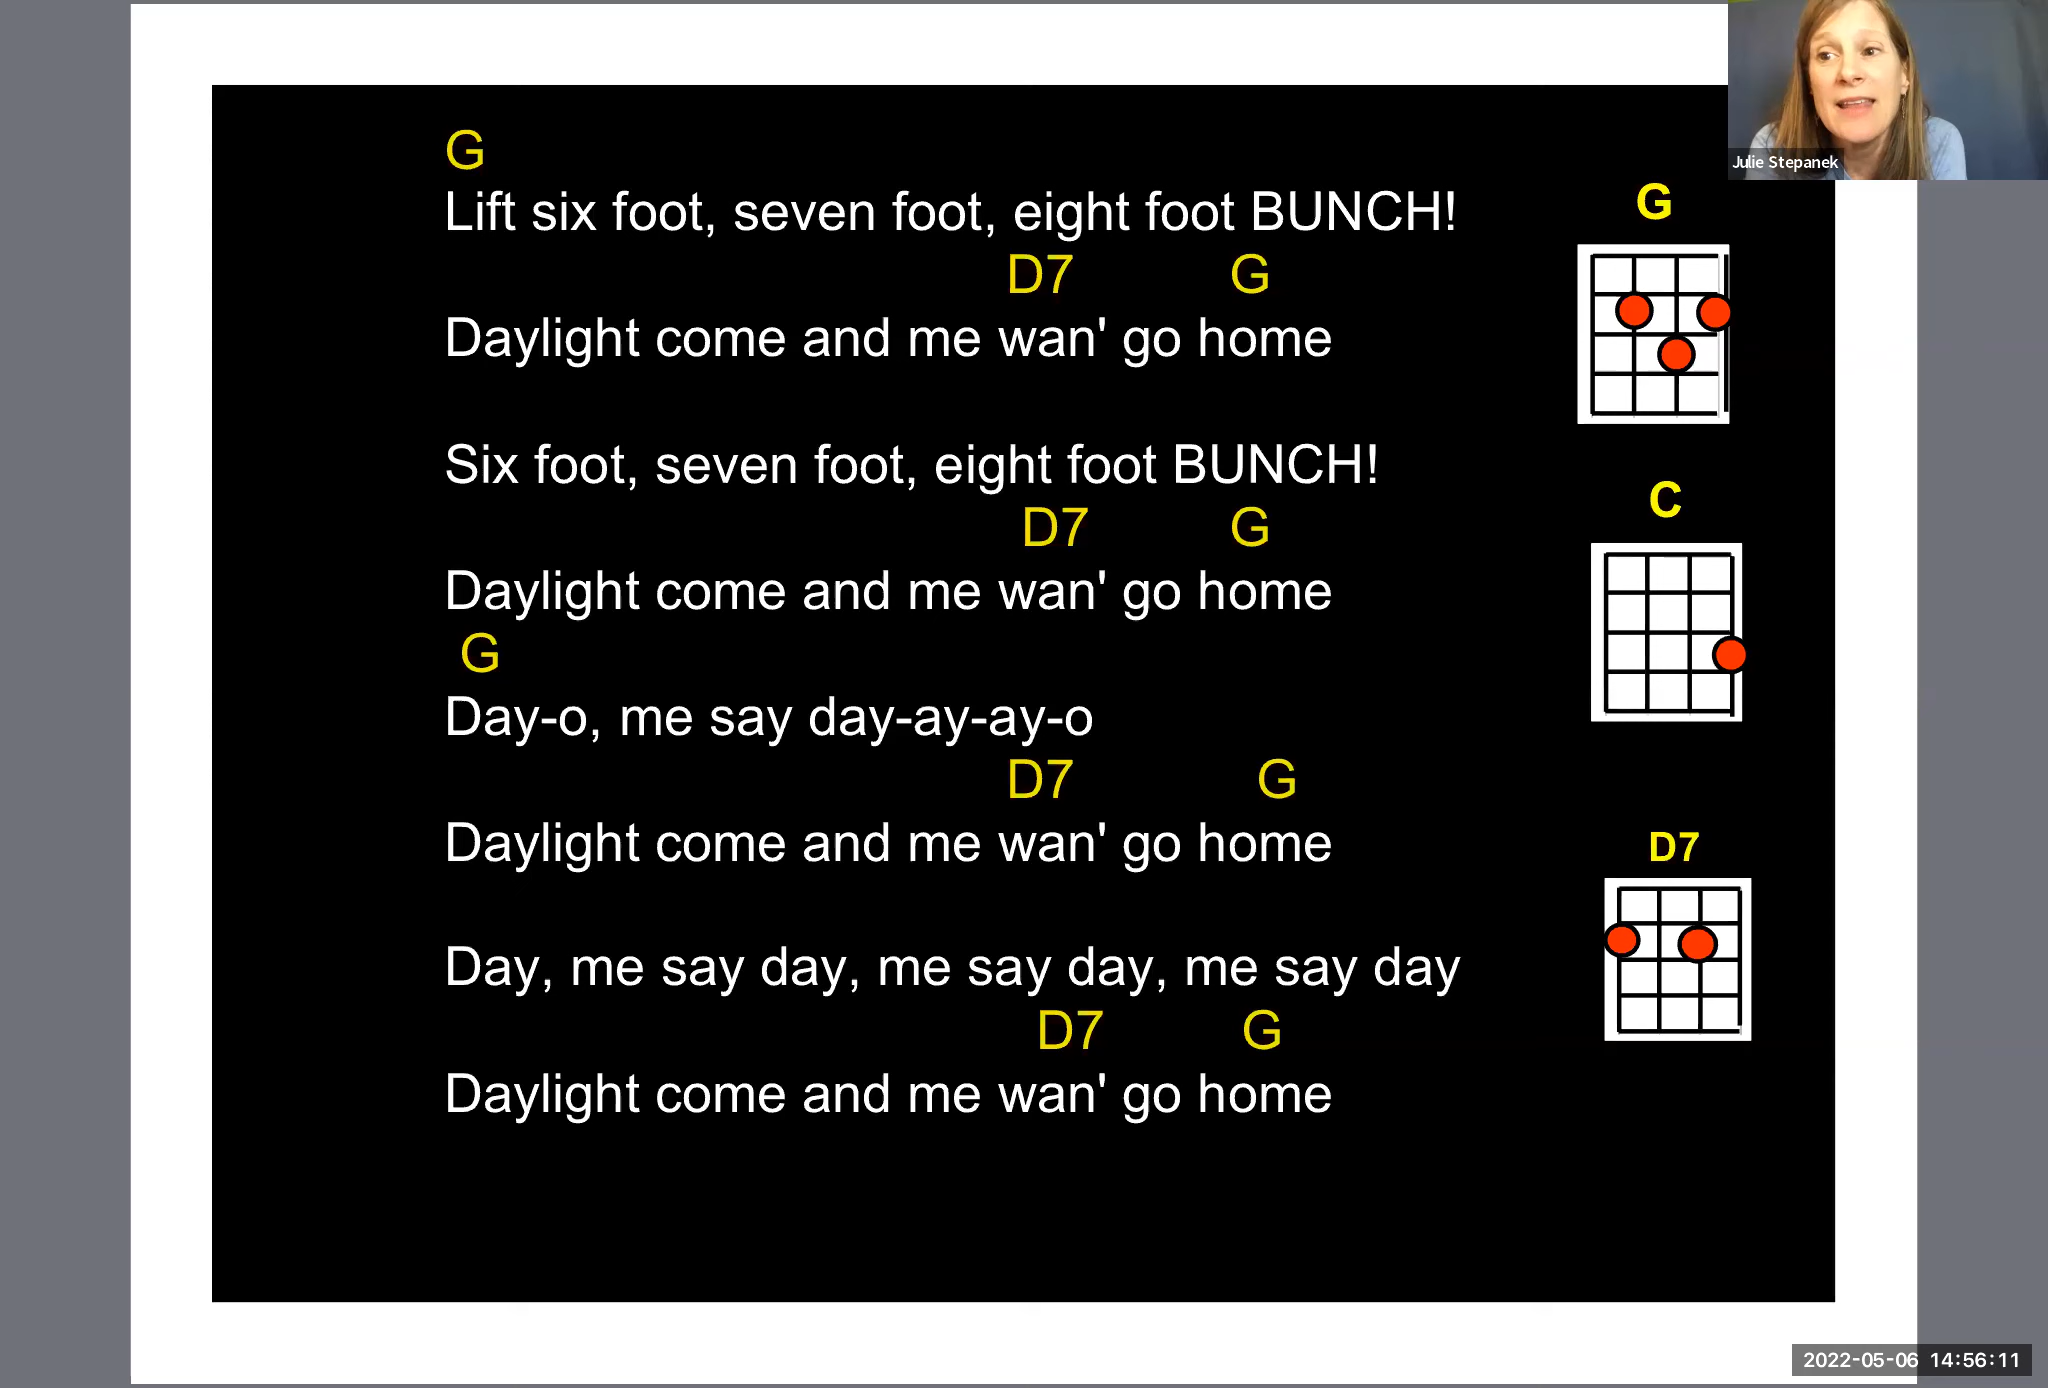 G
Lift six foot, seven foot, eight foot BUNCH!
D7 G
Daylight come and me wan' go home
Six foot, seven foot, eight foot BUNCH!
D7 G
Daylight come and me wan' go home
G
Day-o, me say day-ay-ay-o
D7 G
Daylight come and me wan' go home
Day, me say day, me say day, me say day
D7 G
Daylight come and me wan' go home
G
C
D7
Julie Stepanek
2022-05-06 14:56:11